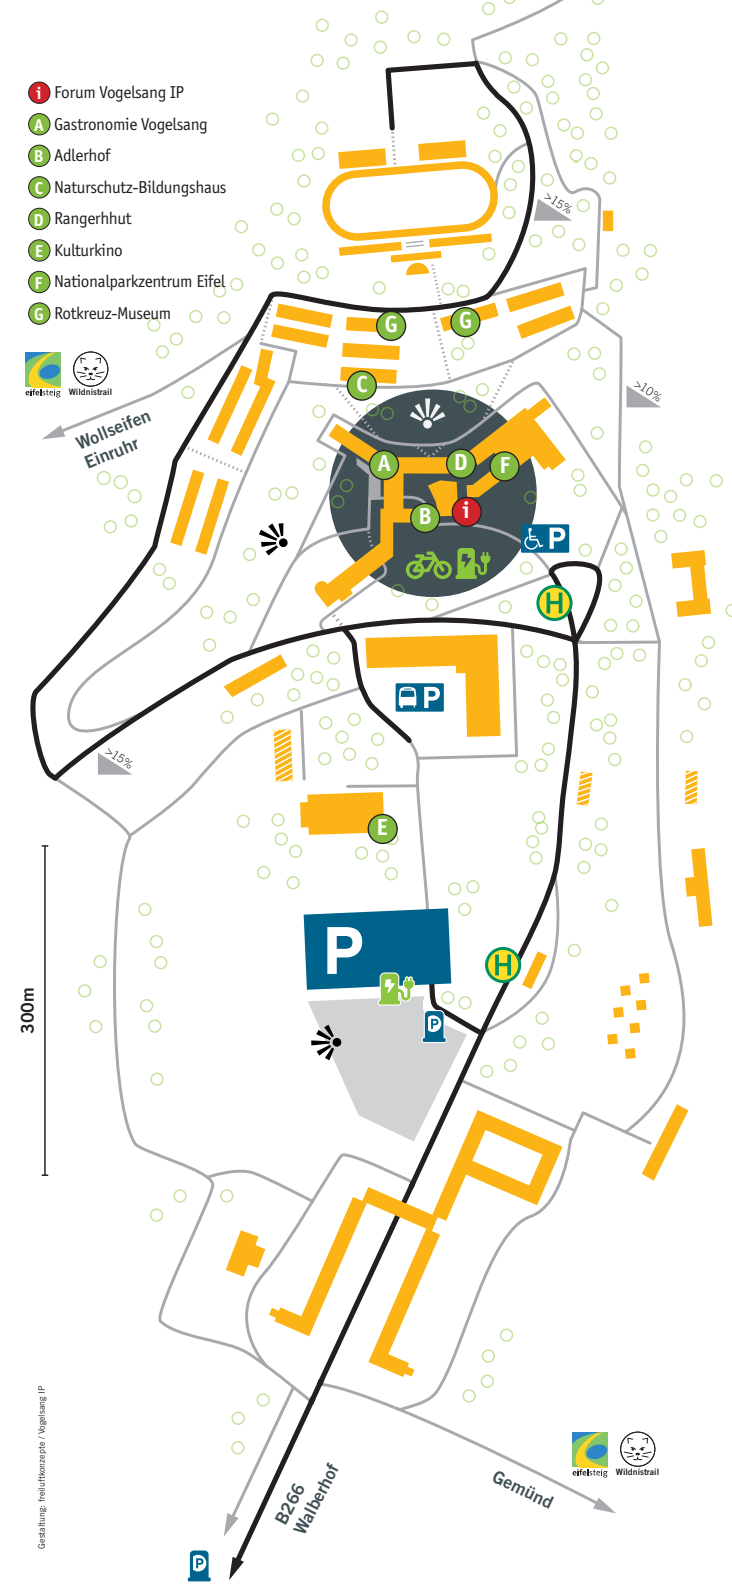 i Forum Vogelsang IP
A Gastronomie Vogelsang
B Adlerhof
C Naturschutz-Bildungshaus
D Rangerhhut
E Kulturkino
F Nationalparkzentrum Eifel
G Rotkreuz-Museum
eifelsteig Wildnistrail
Wollseifen
Einruhr
>15%
G
G
C
>10%
A
D
F
B
i
P
H
P
>15%
E
P
H
P
300m
Gestaltung: freiluftkonzepte / Vogelsang IP
B266
Walberhof
Gemünd
eifelsteig Wildnistrail
P